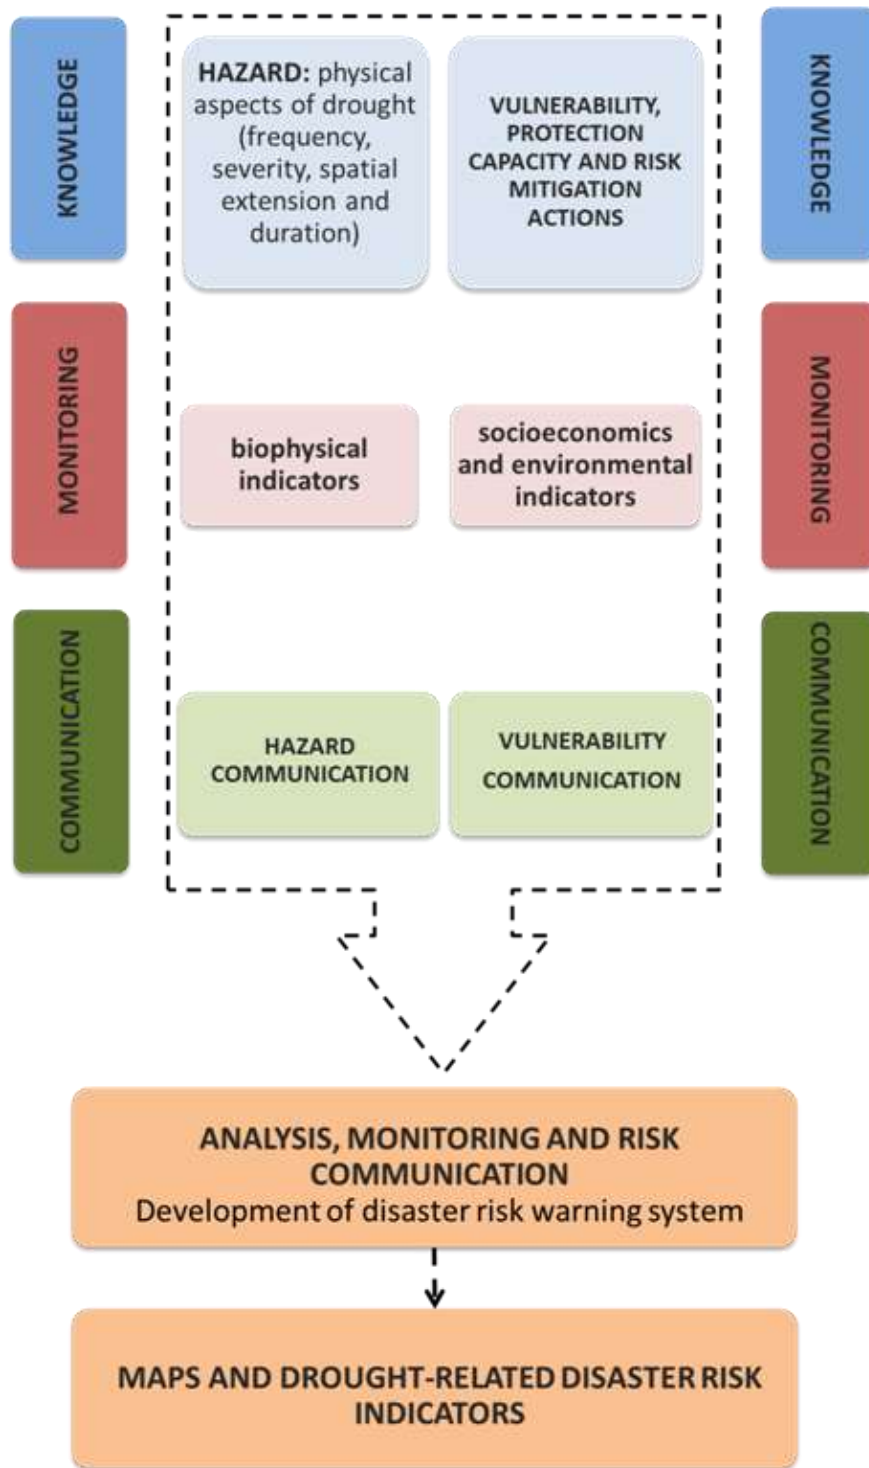 KNOWLEDGE
HAZARD: physical
aspects of drought
(frequency,
severity, spatial
extension and
duration)
VULNERABILITY,
PROTECTION
CAPACITY AND RISK
MITIGATION
ACTIONS
KNOWLEDGE
MONITORING
biophysical
indicators
socioeconomics
and environmental
indicators
MONITORING
COMMUNICATION
HAZARD
COMMUNICATION
VULNERABILITY
COMMUNICATION
COMMUNICATION
ANALYSIS, MONITORING AND RISK
COMMUNICATION
Development of disaster risk warning system
MAPS AND DROUGHT-RELATED DISASTER RISK
INDICATORS